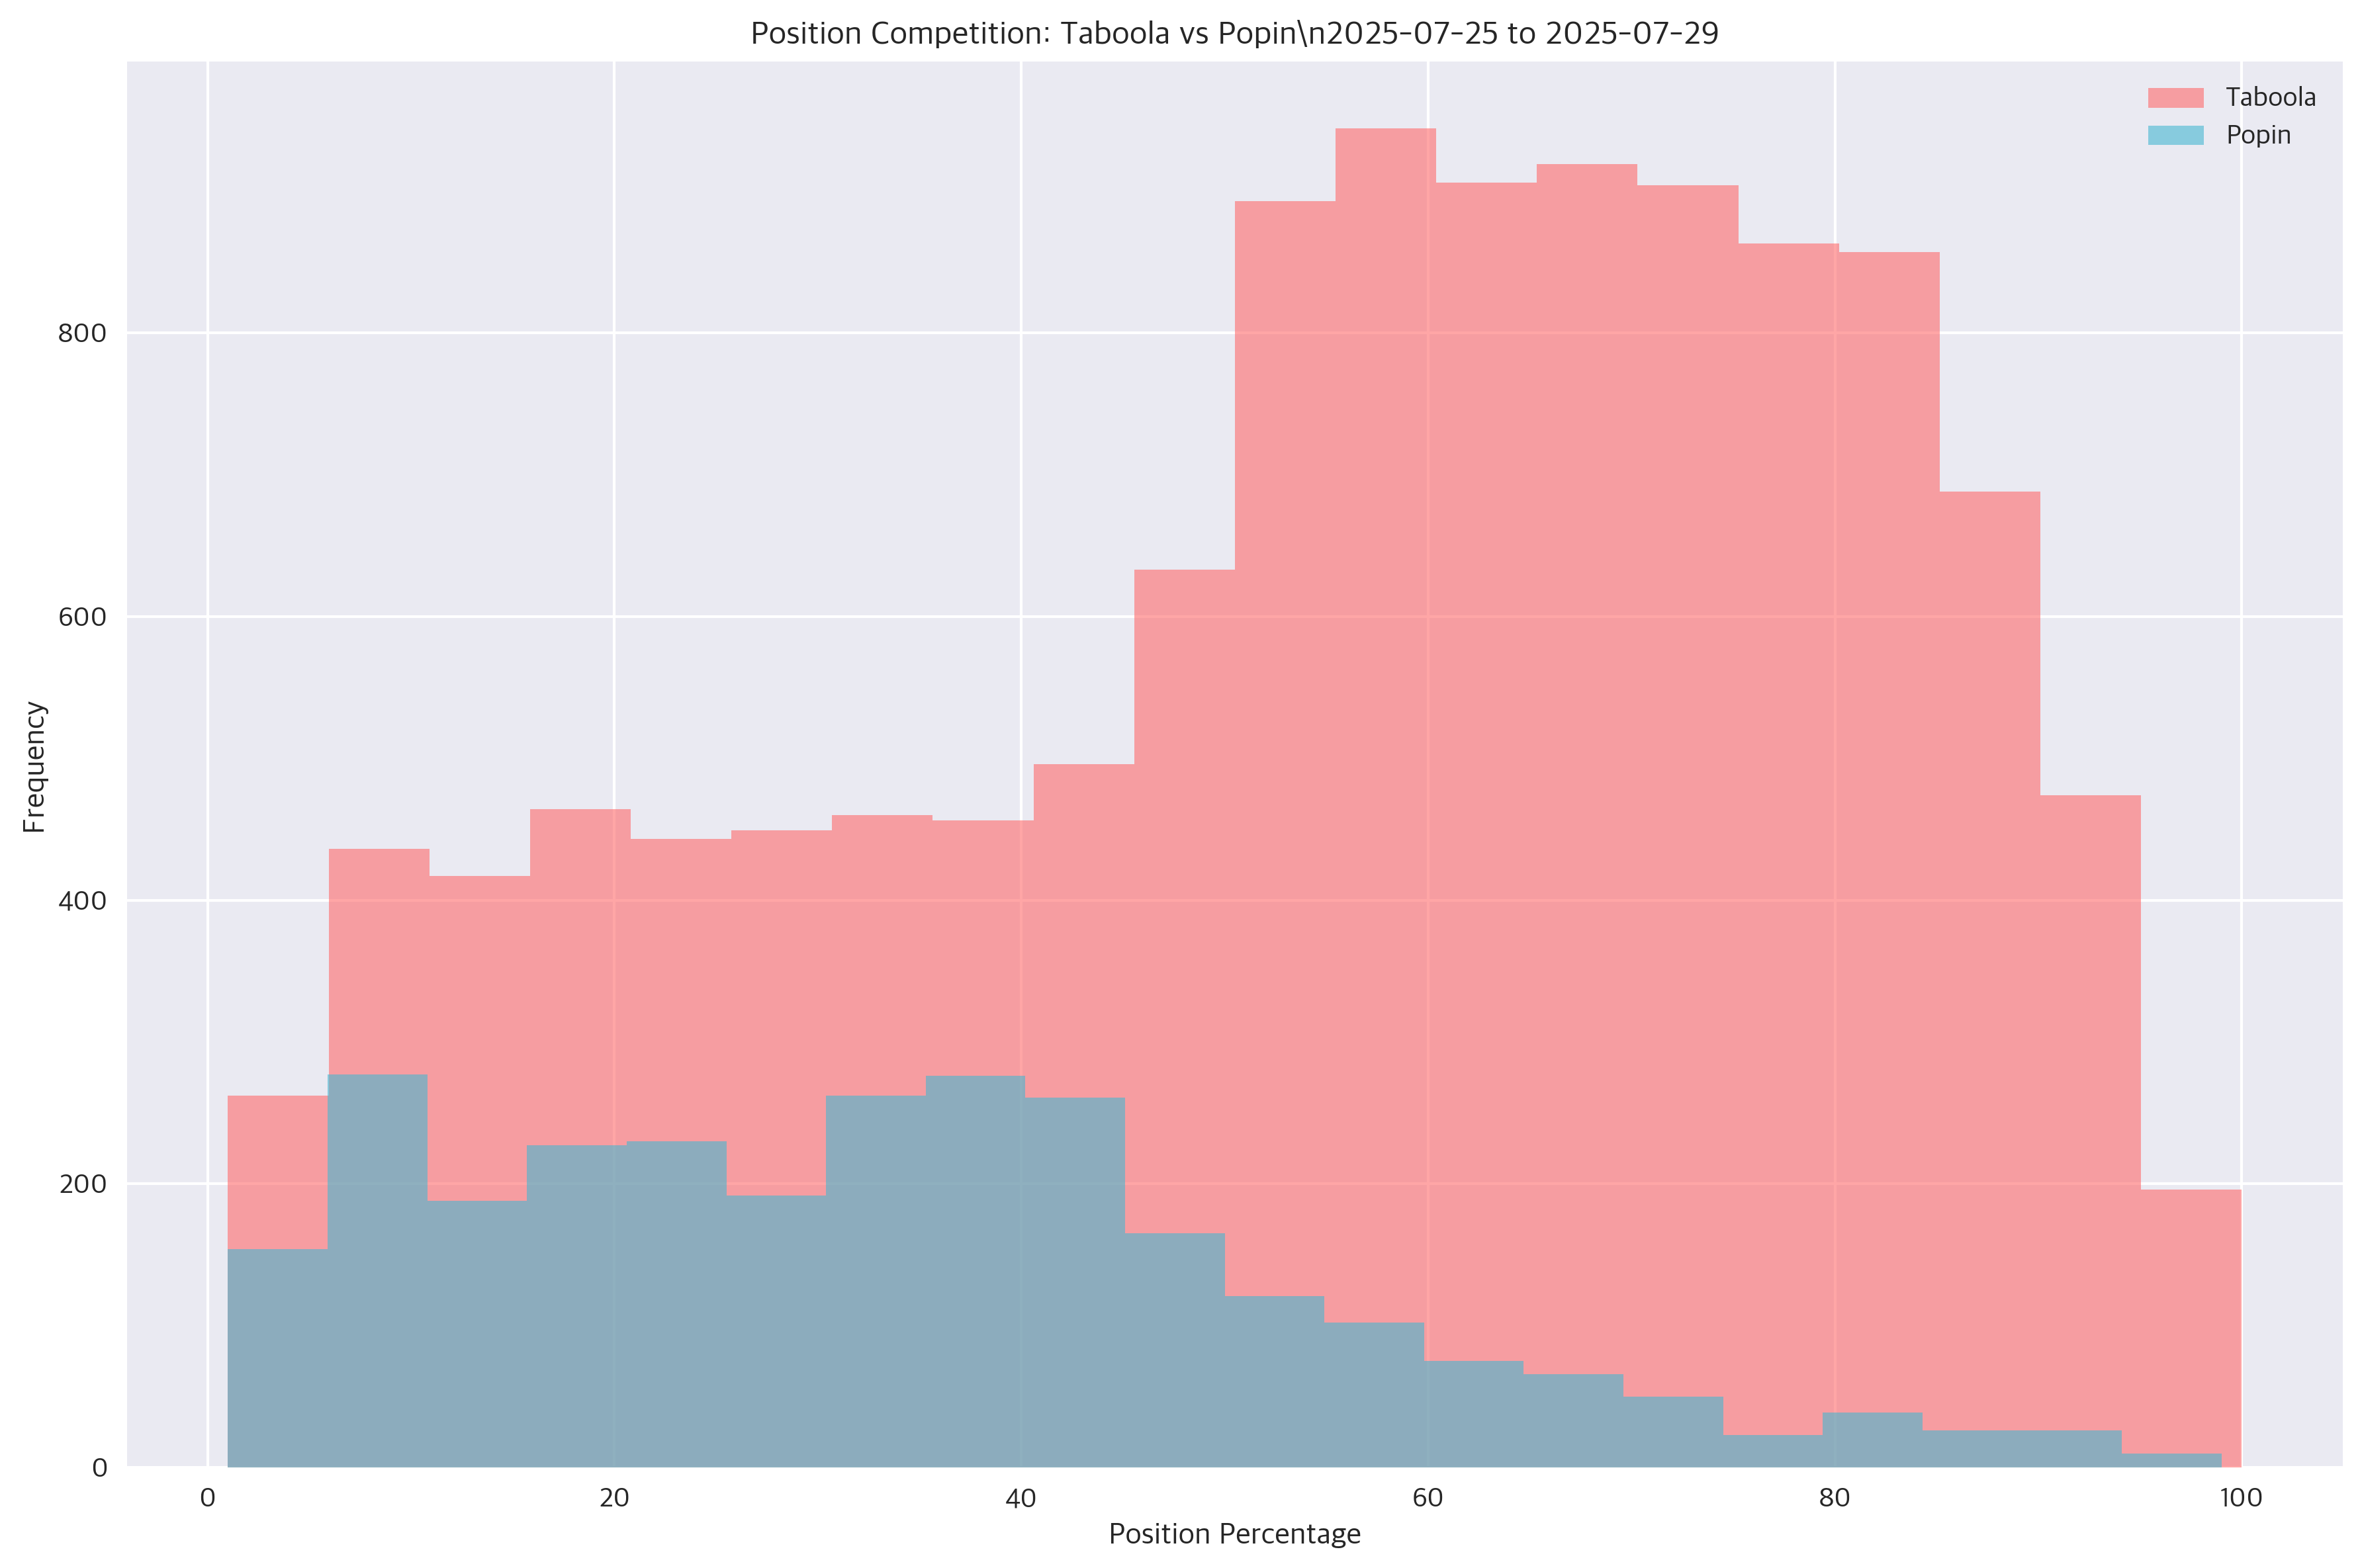 Position Competition: Taboola vs Popin\n2025-07-25 to 2025-07-29
Taboola
Popin
800
600
400
200
0
Frequency
0 20 40 60 80 100
Position Percentage